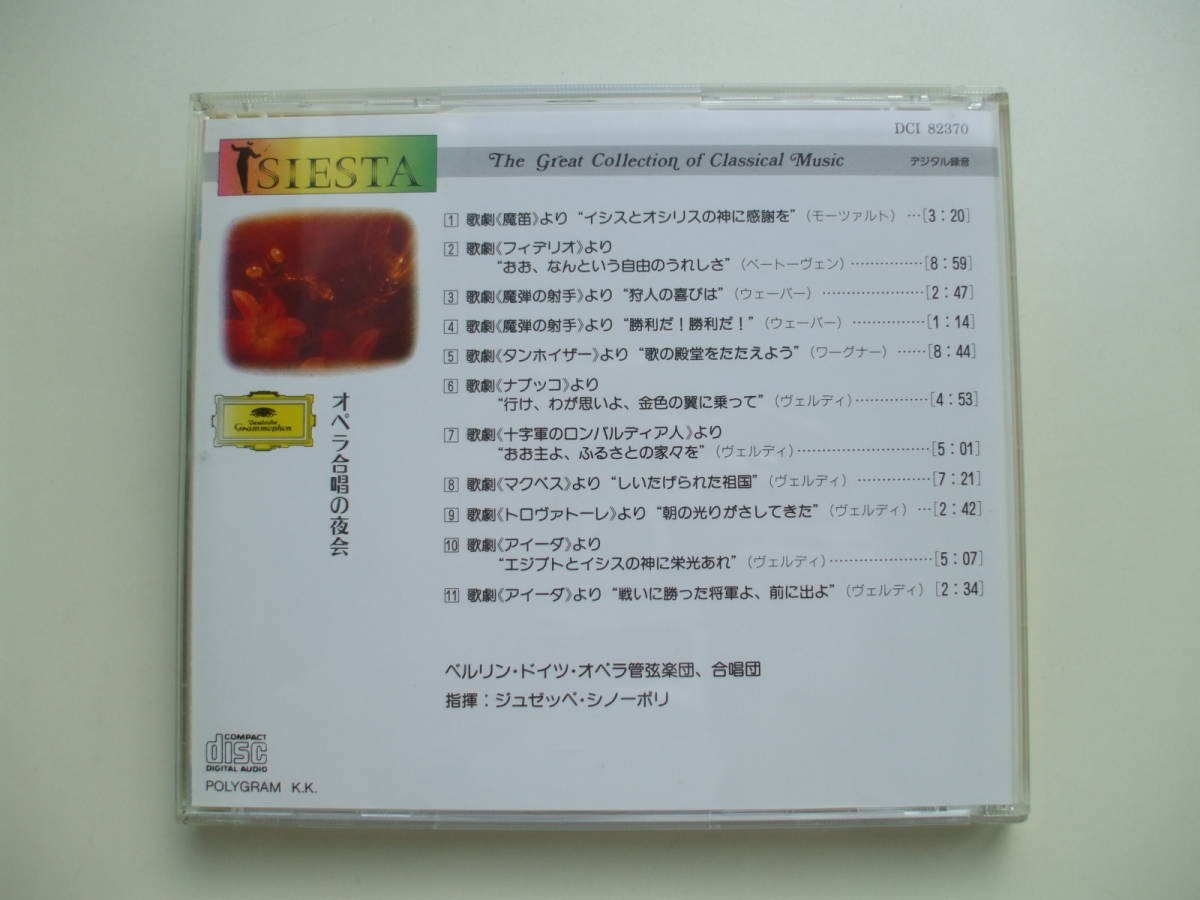 DCI 82370
SIESTA
The Great Collection of Classical Music
デジタル録音
1 歌劇《魔笛》より “イシスとオシリスの神に感謝を”（モーツァルト） …[3：20]
2 歌劇《フィデリオ》より
“おお、なんという自由のうれしさ”（ベートーヴェン）……………[8：59]
3 歌劇《魔弾の射手》より “狩人の喜びは”（ウェーバー） ………………[2：47]
4 歌劇《魔弾の射手》より “勝利だ！勝利だ！”（ウェーバー） ……………[1：14]
5 歌劇《タンホイザー》より “歌の殿堂をたたえよう”（ワーグナー） ……[8：44]
6 歌劇《ナブッコ》より
“行け、わが思いよ、金色の翼に乗って”（ヴェルディ）……………[4：53]
7 歌劇《十字軍のロンバルディア人》より
“おお主よ、ふるさとの家々を”（ヴェルディ）………………………[5：01]
8 歌劇《マクベス》より “しいたげられた祖国”（ヴェルディ） ……………[7：21]
9 歌劇《トロヴァトーレ》より “朝の光りがさしてきた”（ヴェルディ） …[2：42]
10 歌劇《アイーダ》より
“エジプトとイシスの神に栄光あれ”（ヴェルディ）…………………[5：07]
11 歌劇《アイーダ》より “戦いに勝った将軍よ、前に出よ”（ヴェルディ）[2：34]
Deutsche
Grammophon
オペラ合唱の夜会
ベルリン・ドイツ・オペラ管弦楽団、合唱団
指揮：ジュゼッペ・シノーポリ
COMPACT
disc
DIGITAL AUDIO
POLYGRAM K.K.